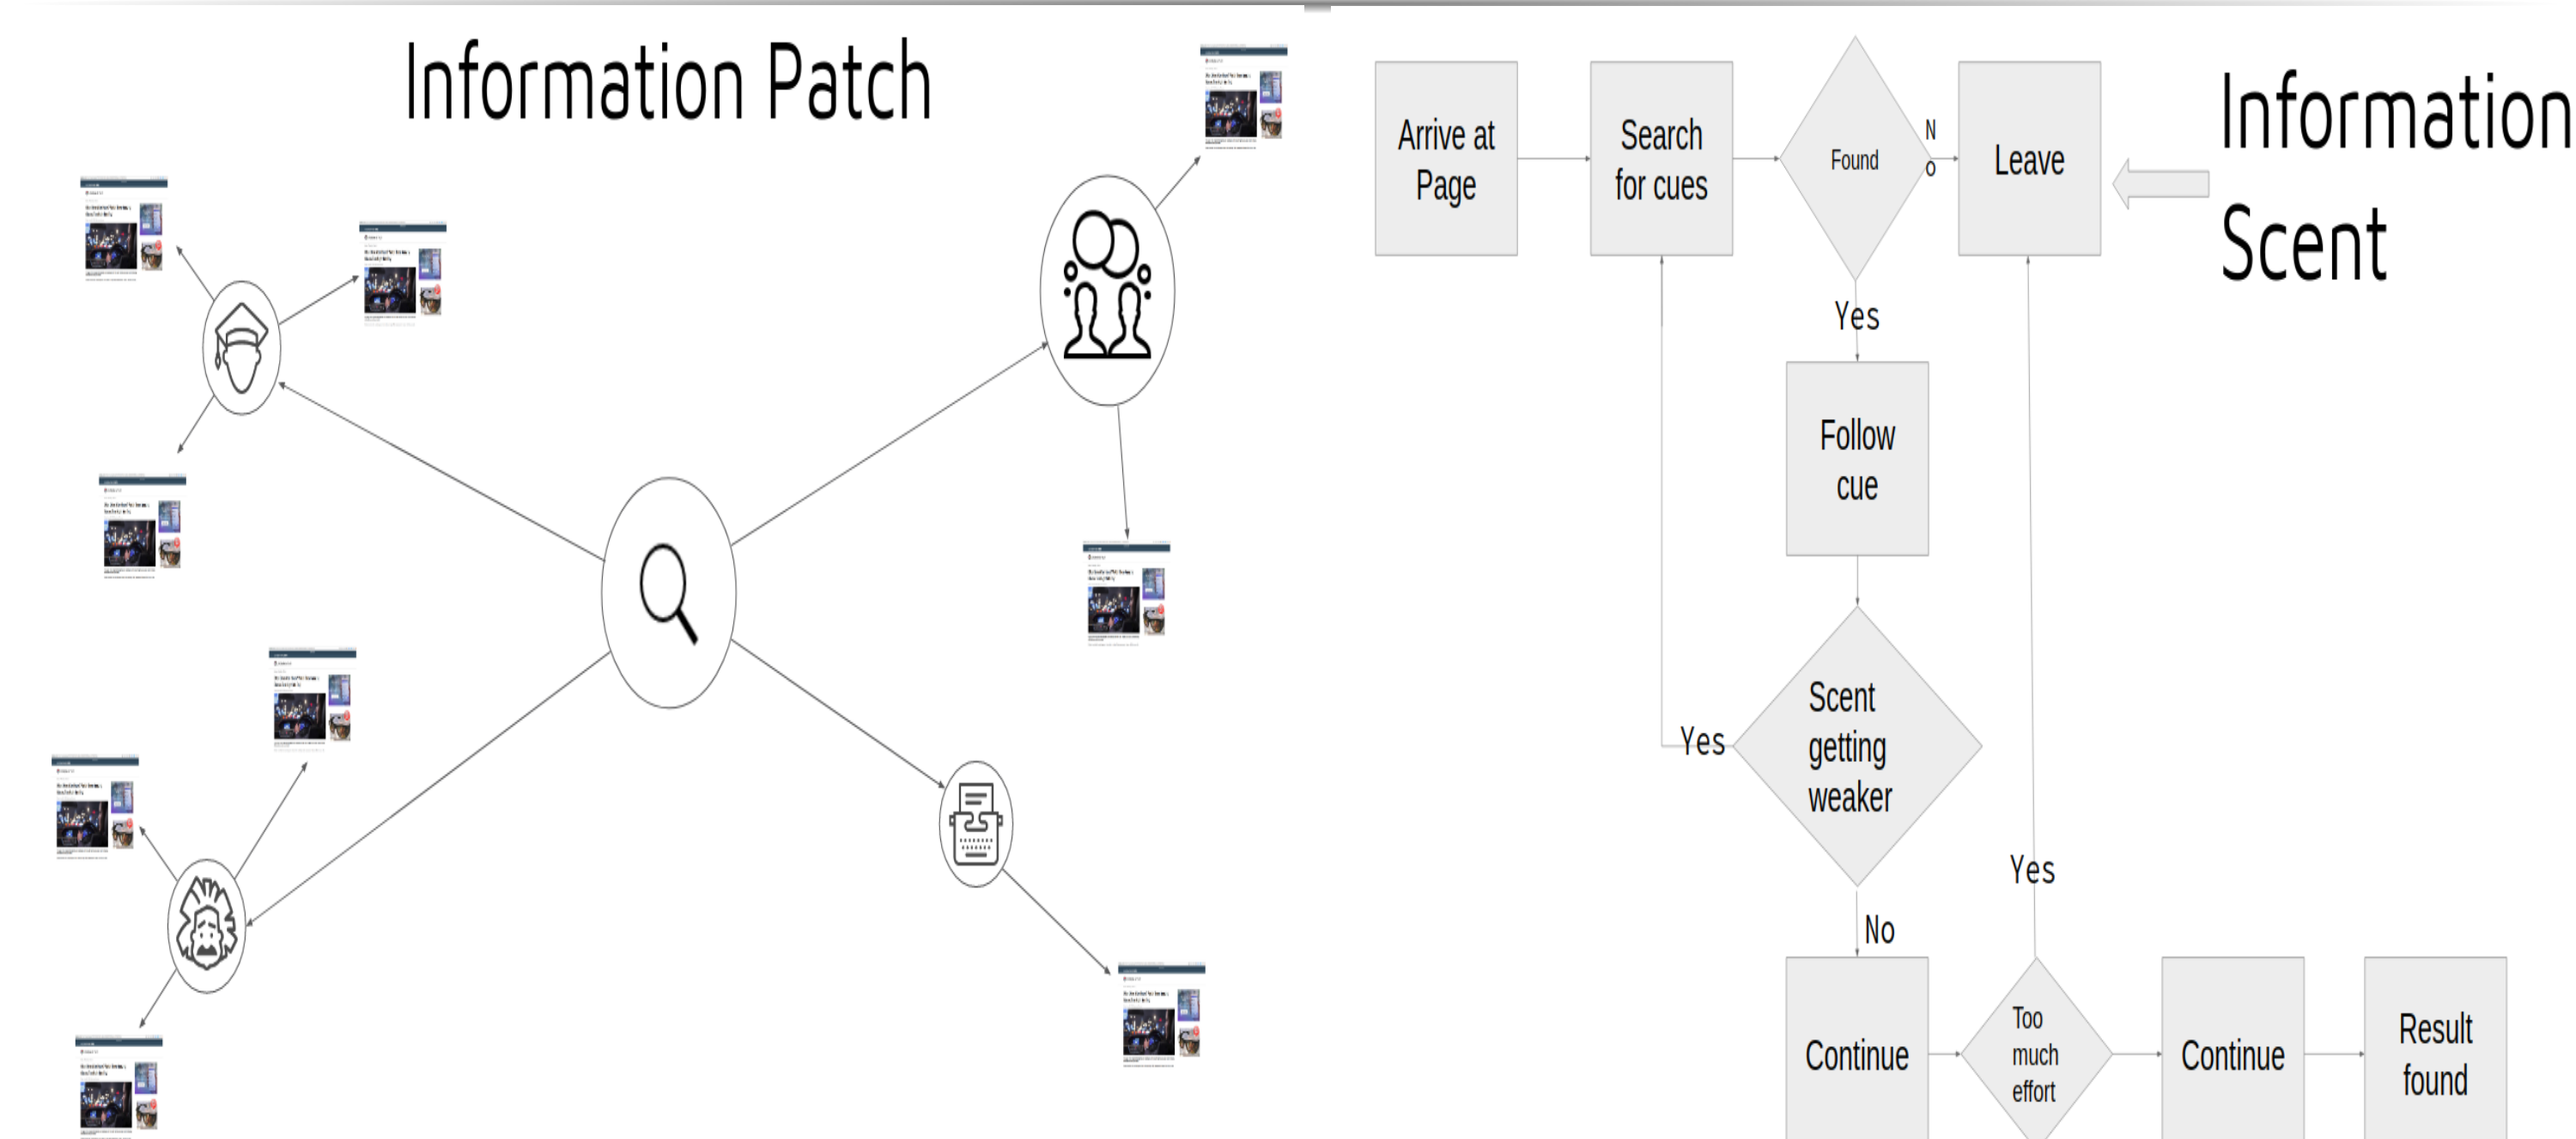 Information Patch
Arrive at
Page
Search
for cues
Found
N
O
Leave
Information
Scent
Yes
Follow
cue
Scent
getting
weaker
Yes
Yes
No
Continue
Too
much
effort
Continue
Result
found